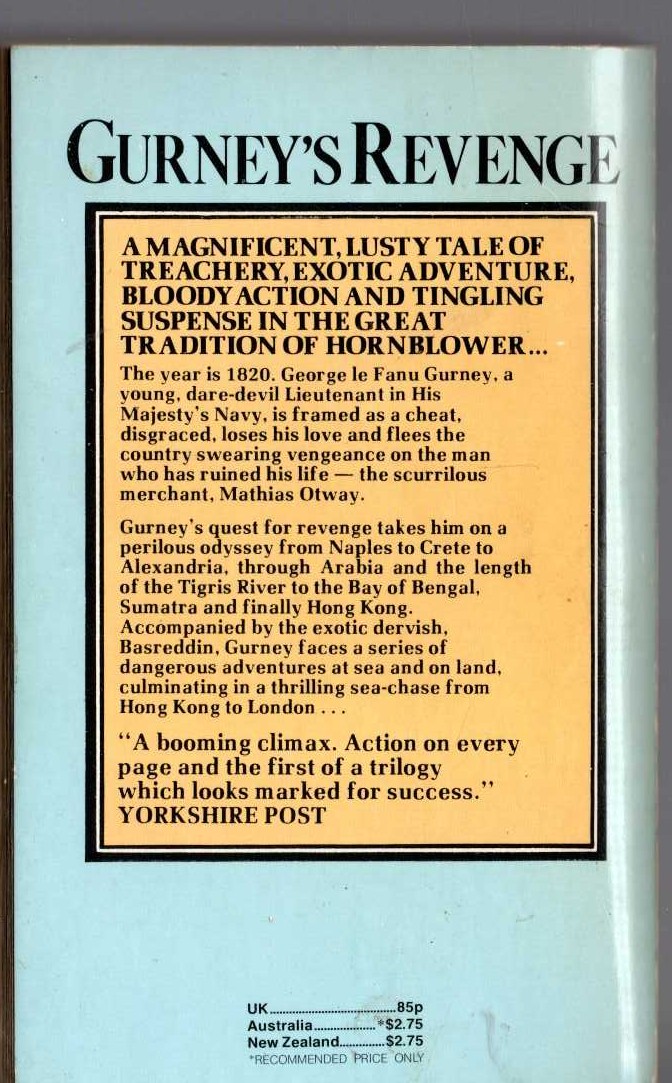 GURNEY'S REVENGE
A MAGNIFICENT, LUSTY TALE OF
TREACHERY, EXOTIC ADVENTURE,
BLOODY ACTION AND TINGLING
SUSPENSE IN THE GREAT
TRADITION OF HORNBLOWER...
The year is 1820. George le Fanu Gurney, a
young, dare-devil Lieutenant in His
Majesty's Navy, is framed as a cheat,
disgraced, loses his love and flees the
country swearing vengeance on the man
who has ruined his life — the scurrilous
merchant, Mathias Otway.
Gurney's quest for revenge takes him on a
perilous odyssey from Naples to Crete to
Alexandria, through Arabia and the length
of the Tigris River to the Bay of Bengal,
Sumatra and finally Hong Kong.
Accompanied by the exotic dervish,
Basreddin, Gurney faces a series of
dangerous adventures at sea and on land,
culminating in a thrilling sea-chase from
Hong Kong to London . . .
“A booming climax. Action on every
page and the first of a trilogy
which looks marked for success.”
YORKSHIRE POST
UK......................................85p
Australia...................*$2.75
New Zealand.............$2.75
*RECOMMENDED PRICE ONLY